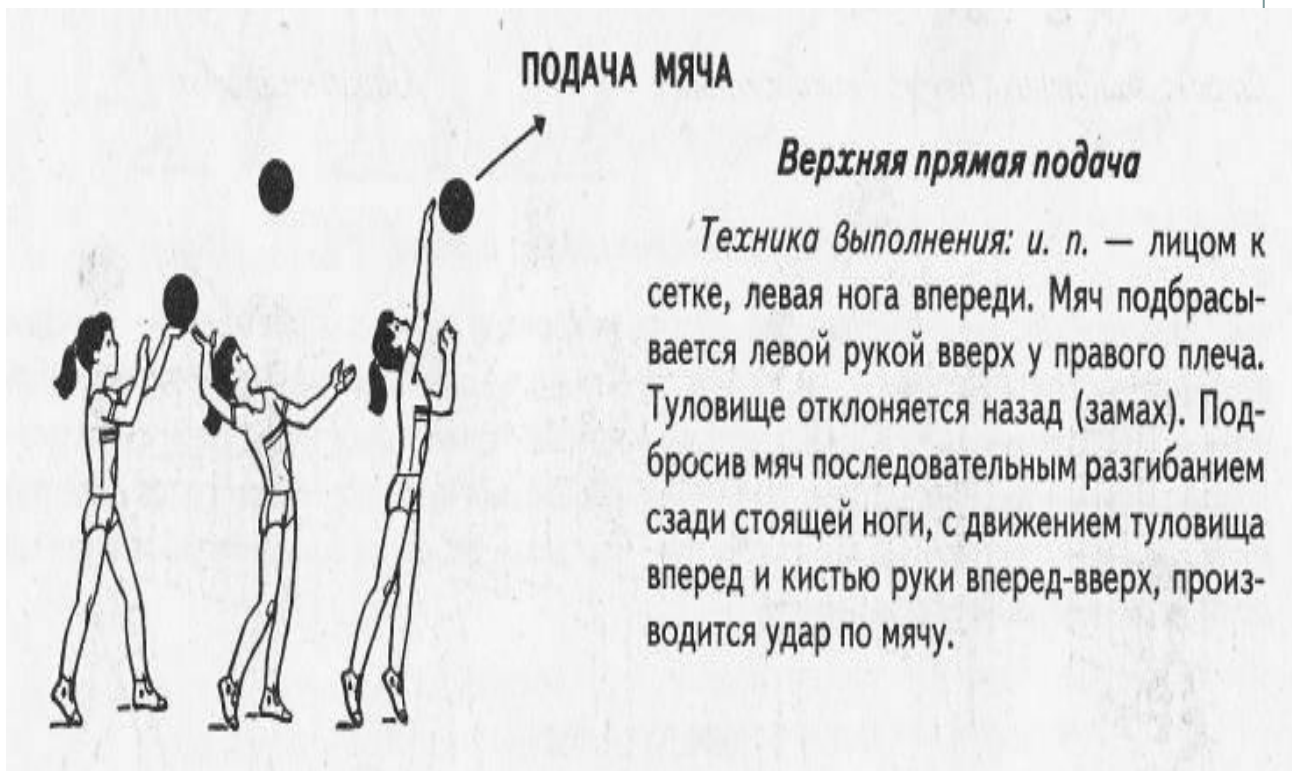 ПОДАЧА МЯЧА
Верхняя прямая подача
Техника выполнения: и. п. — лицом к
сетке, левая нога впереди. Мяч подбрасы-
вается левой рукой вверх у правого плеча.
Туловище отклоняется назад (замах). Под-
бросив мяч последовательным разгибанием
сзади стоящей ноги, с движением туловища
вперед и кистью руки вперед-вверх, произ-
водится удар по мячу.